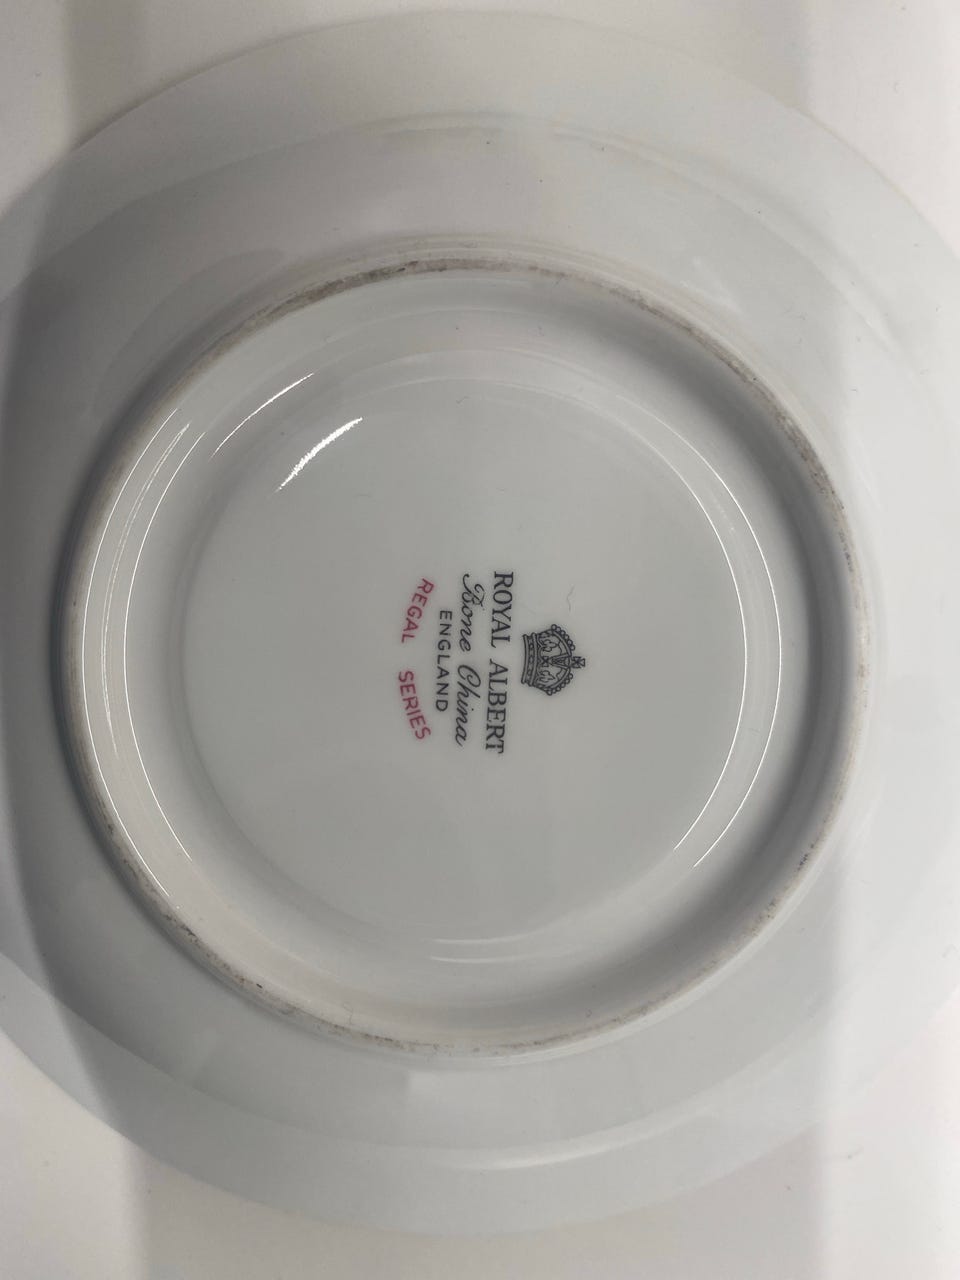 ROYAL ALBERT
Bone China
ENGLAND
REGAL SERIES